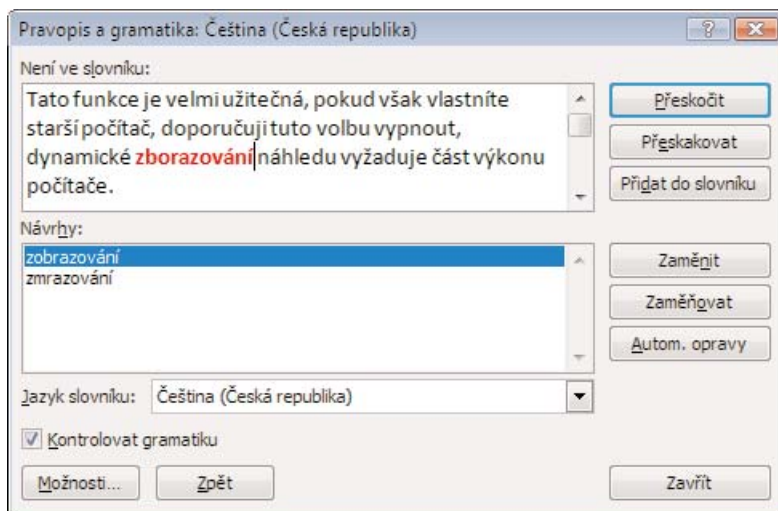 Pravopis a gramatika: Čeština (Česká republika)
Není ve slovníku:
Tato funkce je velmi užitečná, pokud však vlastníte
starší počítač, doporučuji tuto volbu vypnout,
dynamické zborazování náhledu vyžaduje část výkonu
počítače.
Přeskočit
Přeskakovat
Přidat do slovníku
Návrhy:
zobrazování
zmrazování
Zaměnit
Zaměňovat
Autom. opravy
Jazyk slovníku: Čeština (Česká republika)
Kontrolovat gramatiku
Možnosti... Zpět Zavřít